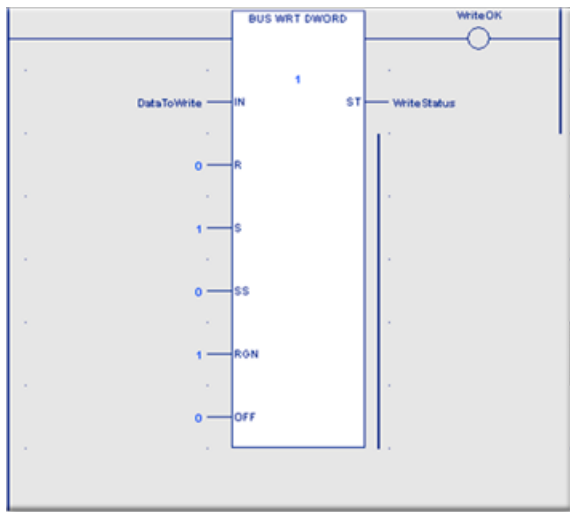 BUS WRT DWORD
WriteOK
1
DataToWrite IN ST WriteStatus
0 R
1 S
0 SS
1 RGN
0 OFF